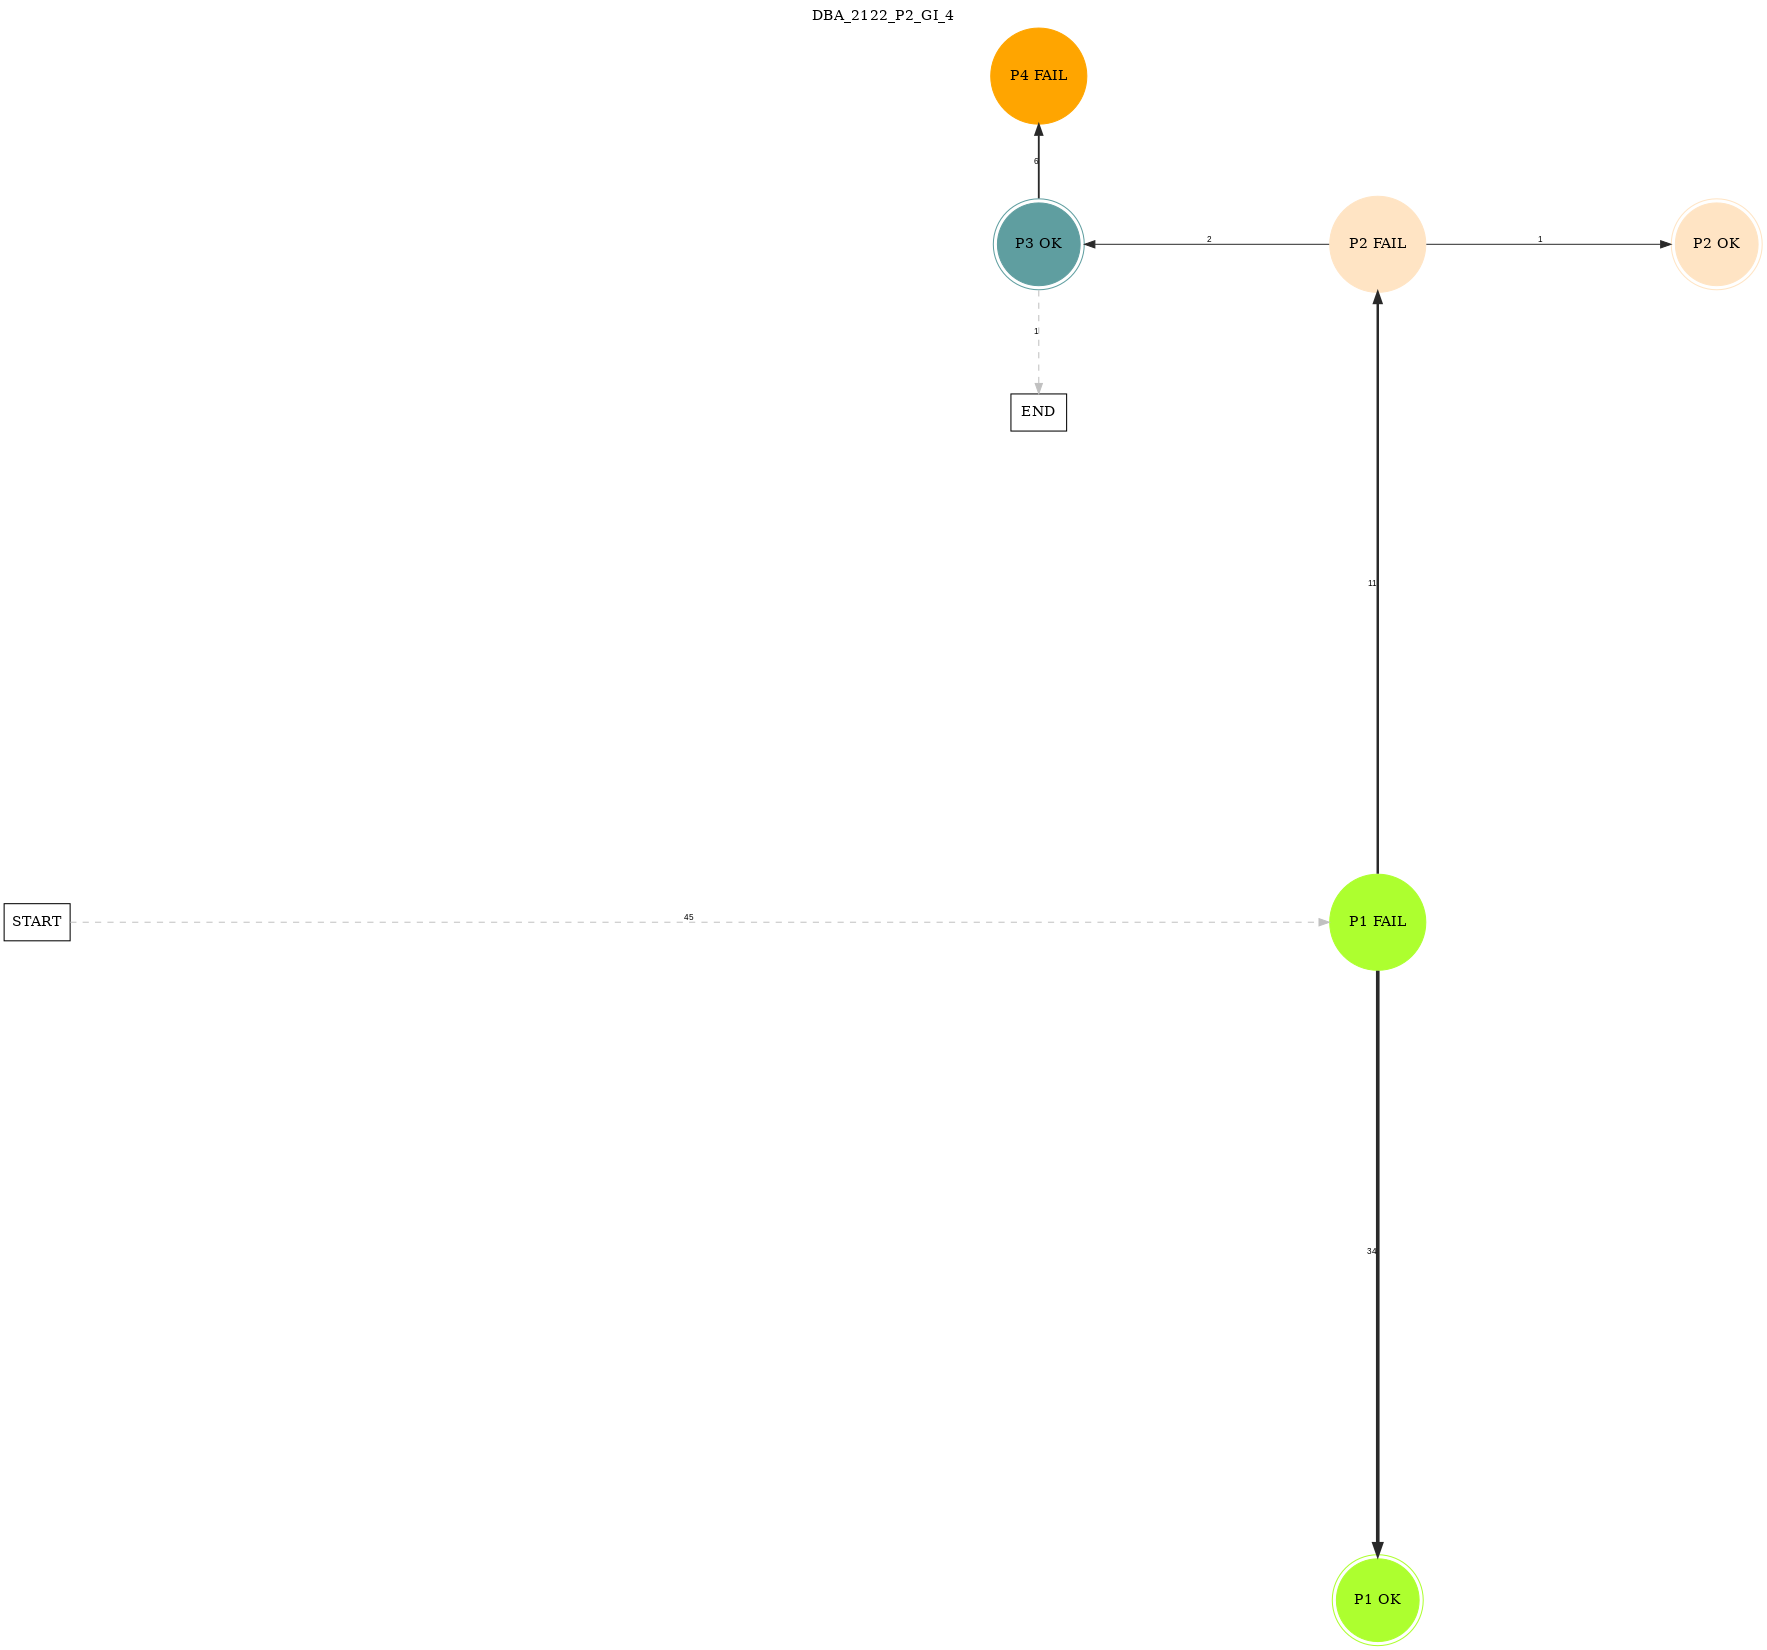 DBA_2122_P2_GI_4
P4 FAIL
6
P3 OK
2
P2 FAIL
1
P2 OK
1
END
11
START
45
P1 FAIL
34
P1 OK